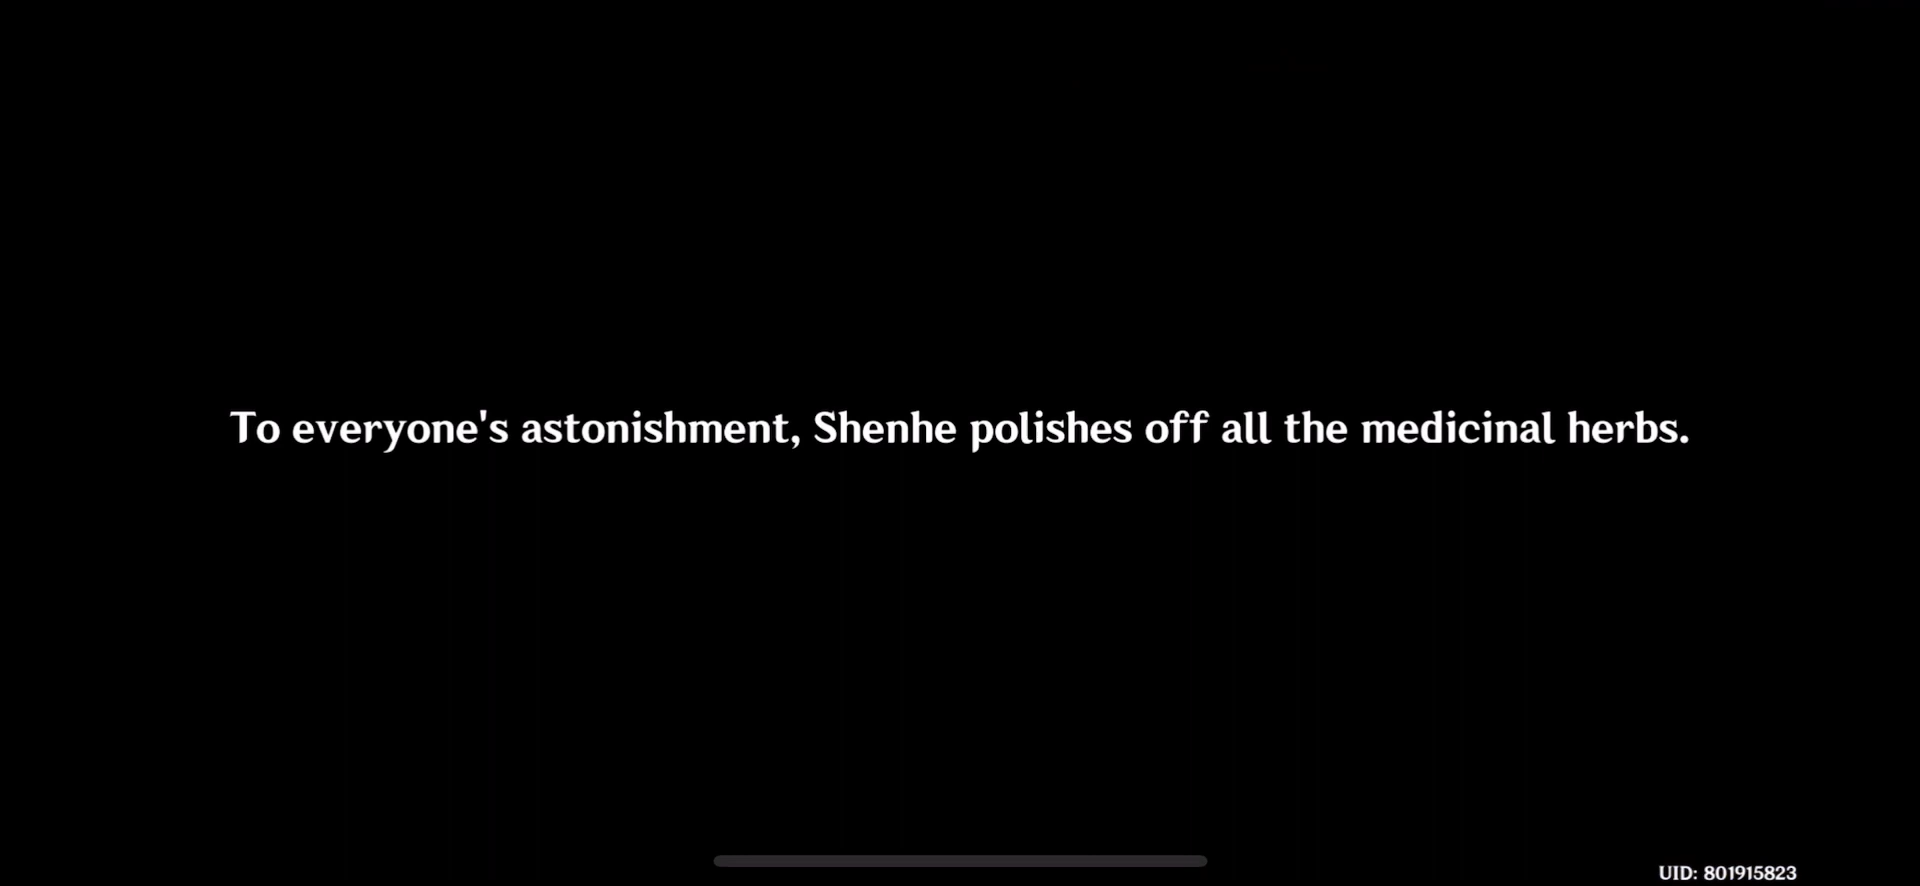 To everyone's astonishment, Shenhe polishes off all the medicinal herbs.
UID: 801915823